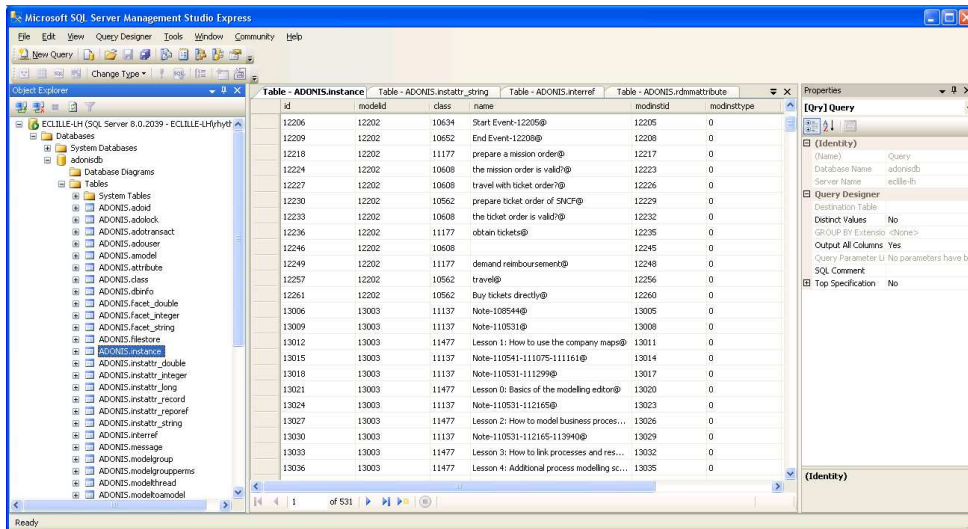 Microsoft SQL Server Management Studio Express
File Edit View Query Designer Tools Window Community Help
New Query
Change Type
Object Explorer
ECLILLE-LH (SQL Server 8.0.2039 - ECLILLE-LH\rhyth
Databases
System Databases
adonisdb
Database Diagrams
Tables
System Tables
ADONIS.adoid
ADONIS.adolock
ADONIS.adotransact
ADONIS.adouser
ADONIS.amodel
ADONIS.attribute
ADONIS.class
ADONIS.dbinfo
ADONIS.facet_double
ADONIS.facet_integer
ADONIS.facet_string
ADONIS.filestore
ADONIS.instance
ADONIS.instattr_double
ADONIS.instattr_integer
ADONIS.instattr_long
ADONIS.instattr_record
ADONIS.instattr_reporef
ADONIS.instattr_string
ADONIS.interref
ADONIS.message
ADONIS.modelgroup
ADONIS.modelgroupperms
ADONIS.modelthread
ADONIS.modeltoamodel
Table - ADONIS.instance Table - ADONIS.instattr_string Table - ADONIS.interref Table - ADONIS.rdmmattribute
id modelid class name modinstid modinsttype
12206 12202 10634 Start Event-12205@ 12205 0
12209 12202 10652 End Event-12208@ 12208 0
12218 12202 11177 prepare a mission order@ 12217 0
12224 12202 10608 the mission order is valid?@ 12223 0
12227 12202 10608 travel with ticket order?@ 12226 0
12230 12202 10562 prepare ticket order of SNCF@ 12229 0
12233 12202 10608 the ticket order is valid?@ 12232 0
12236 12202 11177 obtain tickets@ 12235 0
12246 12202 10608 12245 0
12249 12202 11177 demand reimboursement@ 12248 0
12257 12202 10562 travel@ 12256 0
12261 12202 10562 Buy tickets directly@ 12260 0
13006 13003 11137 Note-108544@ 13005 0
13009 13003 11137 Note-110531@ 13008 0
13012 13003 11477 Lesson 1: How to use the company maps@ 13011 0
13015 13003 11137 Note-110541-111075-111161@ 13014 0
13018 13003 11137 Note-110531-111299@ 13017 0
13021 13003 11477 Lesson 0: Basics of the modelling editor@ 13020 0
13024 13003 11137 Note-110531-112165@ 13023 0
13027 13003 11477 Lesson 2: How to model business proces... 13026 0
13030 13003 11137 Note-110531-112165-113940@ 13029 0
13033 13003 11477 Lesson 3: How to link processes and res... 13032 0
13036 13003 11477 Lesson 4: Additional process modelling sc... 13035 0
1 of 531
Properties
[Qry] Query
(Identity)
(Name) Query
Database Name adonisdb
Server Name eclille-lh
Query Designer
Destination Table
Distinct Values No
GROUP BY Extensio <None>
Output All Columns Yes
Query Parameter Li No parameters have b
SQL Comment
Top Specification No
(Identity)
Ready